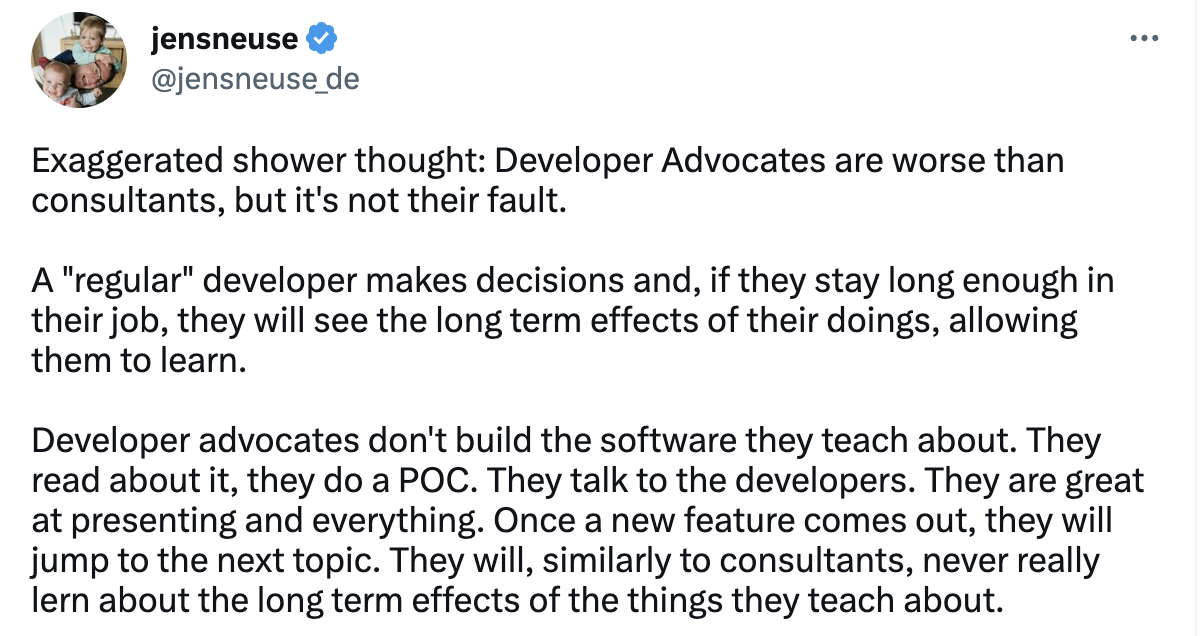 jensneuse
@jensneuse_de
Exaggerated shower thought: Developer Advocates are worse than
consultants, but it's not their fault.
A "regular" developer makes decisions and, if they stay long enough in
their job, they will see the long term effects of their doings, allowing
them to learn.
Developer advocates don't build the software they teach about. They
read about it, they do a POC. They talk to the developers. They are great
at presenting and everything. Once a new feature comes out, they will
jump to the next topic. They will, similarly to consultants, never really
lern about the long term effects of the things they teach about.